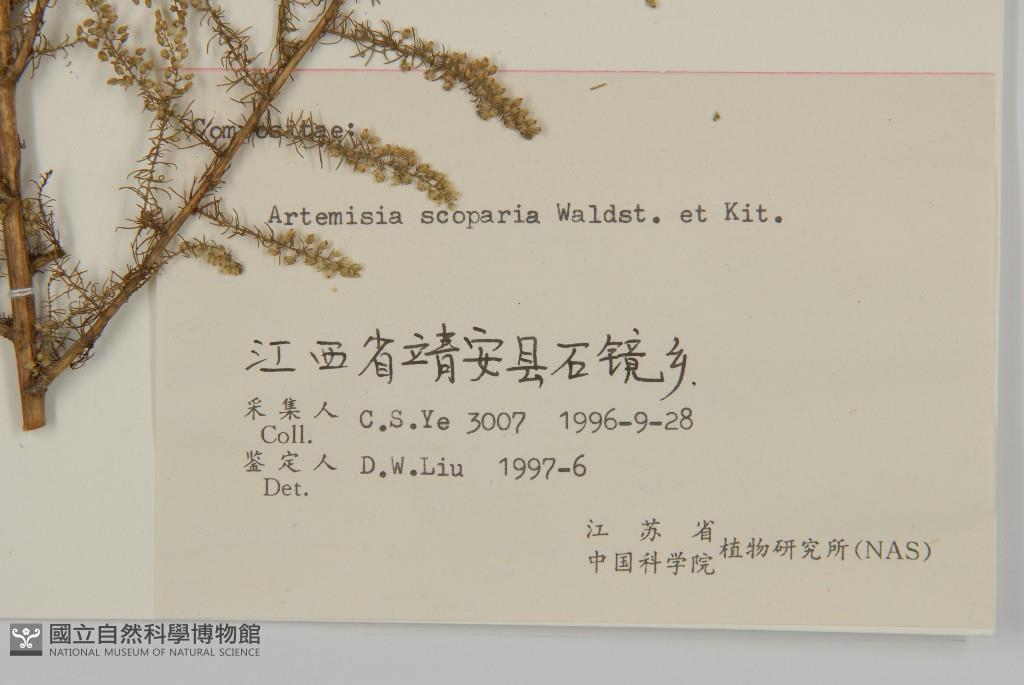 Compositae:
Artemisia scoparia Waldst. et Kit.
江西省靖安县石镜乡.
采集人 C.S.Ye 3007 1996-9-28
Coll.
鉴定人 D.W.Liu 1997-6
Det.
江苏省
中国科学院植物研究所(NAS)
國立自然科學博物館
NATIONAL MUSEUM OF NATURAL SCIENCE